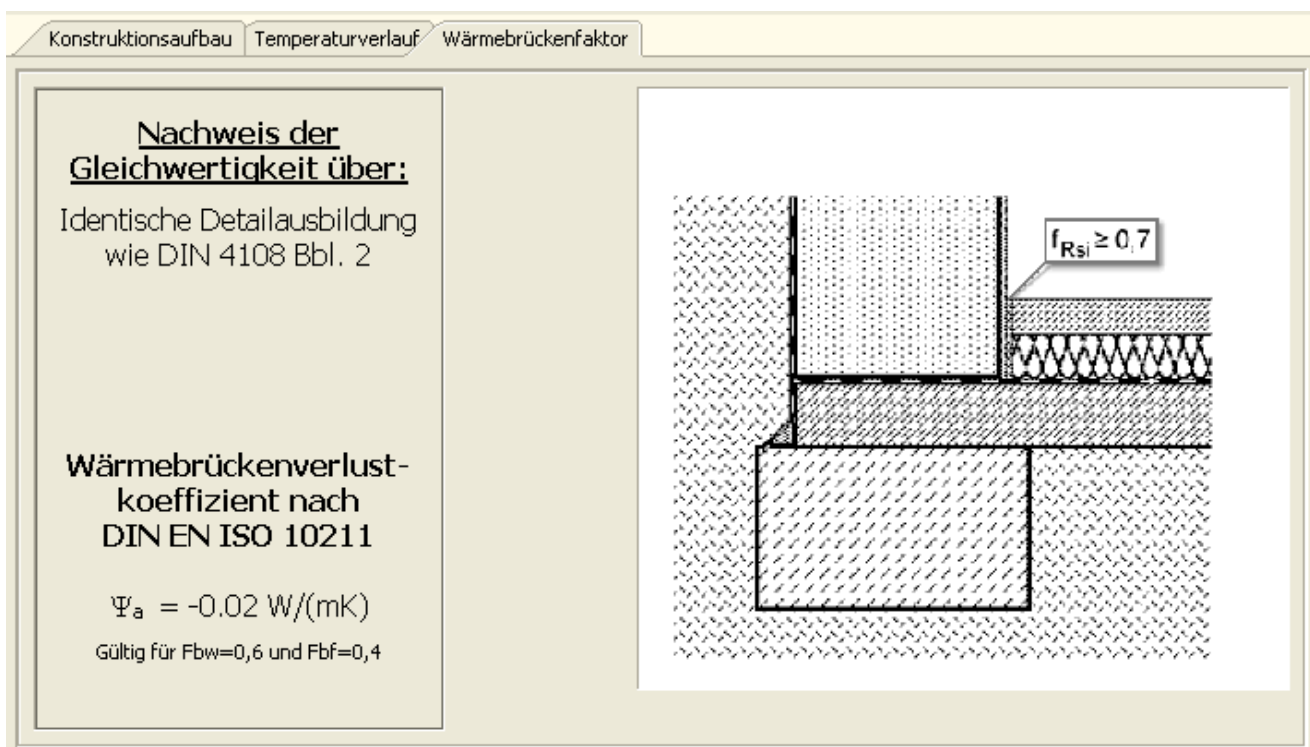 Konstruktionsaufbau Temperaturverlauf Wärmebrückenfaktor
Nachweis der
Gleichwertigkeit über:
Identische Detailausbildung
wie DIN 4108 Bbl. 2
fRsi ≥ 0,7
Wärmebrückenverlust-
koeffizient nach
DIN EN ISO 10211
Ψa = -0.02 W/(mK)
Gültig für Fbw=0,6 und Fbf=0,4